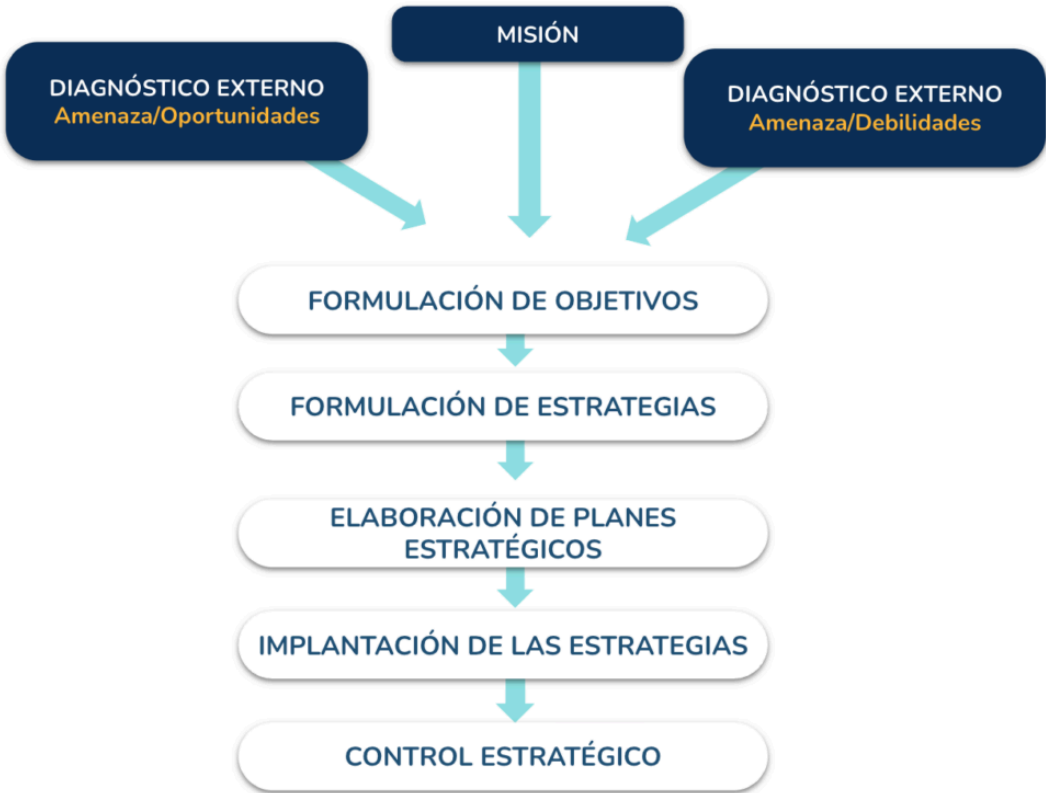 MISIÓN
DIAGNÓSTICO EXTERNO
Amenaza/Oportunidades
DIAGNÓSTICO EXTERNO
Amenaza/Debilidades
FORMULACIÓN DE OBJETIVOS
FORMULACIÓN DE ESTRATEGIAS
ELABORACIÓN DE PLANES
ESTRATÉGICOS
IMPLANTACIÓN DE LAS ESTRATEGIAS
CONTROL ESTRATÉGICO